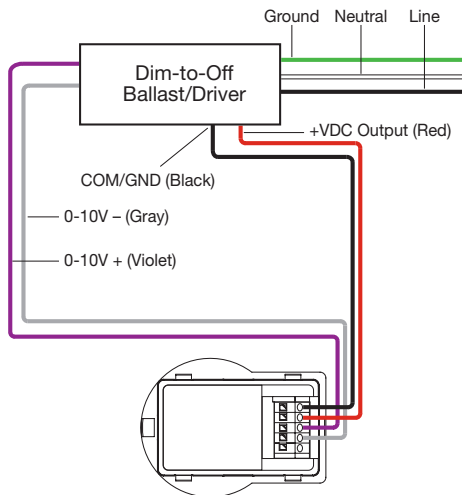 Ground Neutral Line
Dim-to-Off
Ballast/Driver
+VDC Output (Red)
COM/GND (Black)
0-10V – (Gray)
0-10V + (Violet)